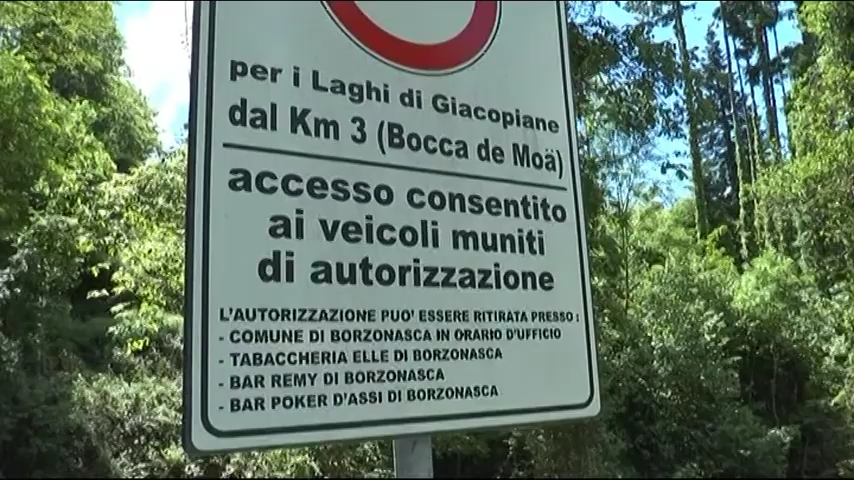 per i Laghi di Giacopiane
dal Km 3 (Bocca de Moä)
accesso consentito
ai veicoli muniti
di autorizzazione
L'AUTORIZZAZIONE PUO' ESSERE RITIRATA PRESSO:
- COMUNE DI BORZONASCA IN ORARIO D'UFFICIO
- TABACCHERIA ELLE DI BORZONASCA
- BAR REMY DI BORZONASCA
- BAR POKER D'ASSI DI BORZONASCA